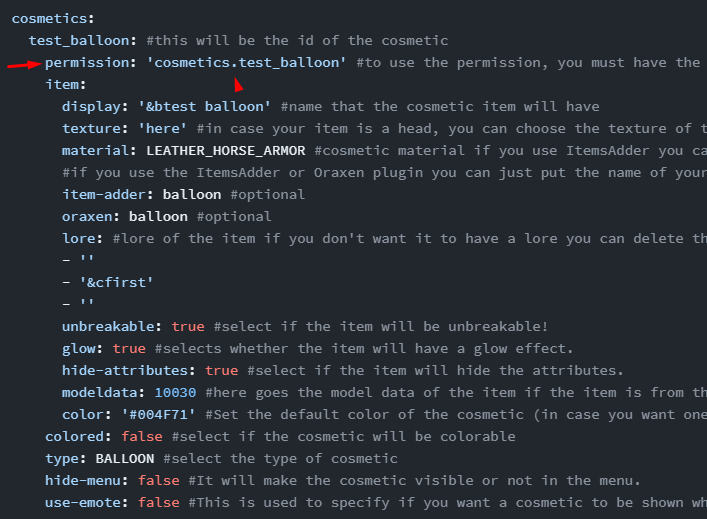 cosmetics:
test_balloon: #this will be the id of the cosmetic
permission: 'cosmetics.test_balloon' #to use the permission, you must have the
item:
display: '&btest balloon' #name that the cosmetic item will have
texture: 'here' #in case your item is a head, you can choose the texture of t
material: LEATHER_HORSE_ARMOR #cosmetic material if you use ItemsAdder you ca
#if you use the ItemsAdder or Oraxen plugin you can just put the name of your
item-adder: balloon #optional
oraxen: balloon #optional
lore: #lore of the item if you don't want it to have a lore you can delete th
- ''
- '&cfirst'
- ''
unbreakable: true #select if the item will be unbreakable!
glow: true #selects whether the item will have a glow effect.
hide-attributes: true #select if the item will hide the attributes.
modeldata: 10030 #here goes the model data of the item if the item is from th
color: '#004F71' #Set the default color of the cosmetic (in case you want one
colored: false #select if the cosmetic will be colorable
type: BALLOON #select the type of cosmetic
hide-menu: false #It will make the cosmetic visible or not in the menu.
use-emote: false #This is used to specify if you want a cosmetic to be shown wh